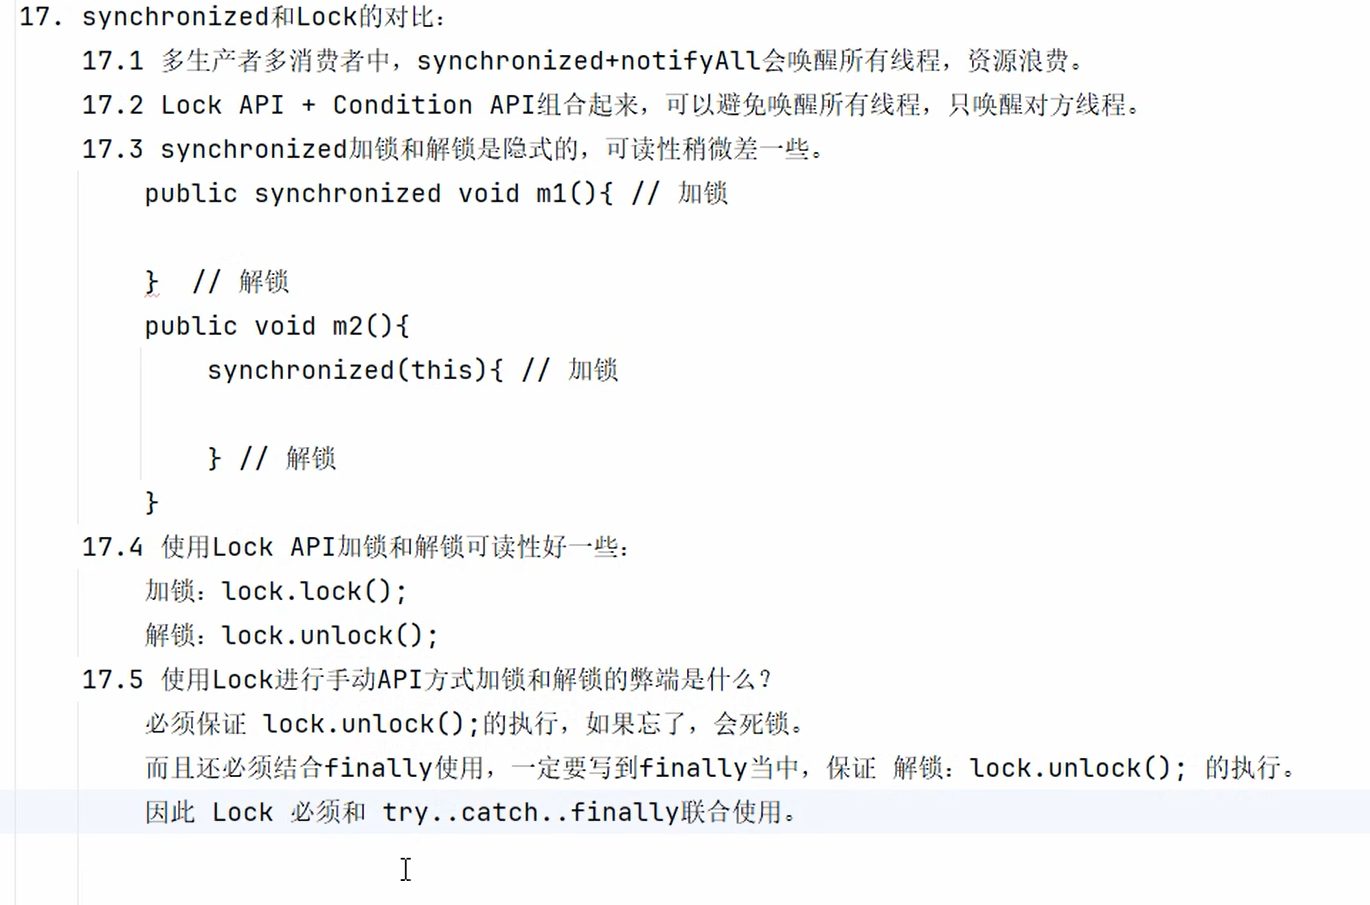 17. synchronized和Lock的对比：
17.1 多生产者多消费者中，synchronized+notifyAll会唤醒所有线程，资源浪费。
17.2 Lock API + Condition API组合起来，可以避免唤醒所有线程，只唤醒对方线程。
17.3 synchronized加锁和解锁是隐式的，可读性稍微差一些。
public synchronized void m1(){ // 加锁
} // 解锁
public void m2(){
synchronized(this){ // 加锁
} // 解锁
}
17.4 使用Lock API加锁和解锁可读性好一些：
加锁：lock.lock();
解锁：lock.unlock();
17.5 使用Lock进行手动API方式加锁和解锁的弊端是什么？
必须保证 lock.unlock();的执行，如果忘了，会死锁。
而且还必须结合finally使用，一定要写到finally当中，保证 解锁：lock.unlock(); 的执行。
因此 Lock 必须和 try..catch..finally联合使用。